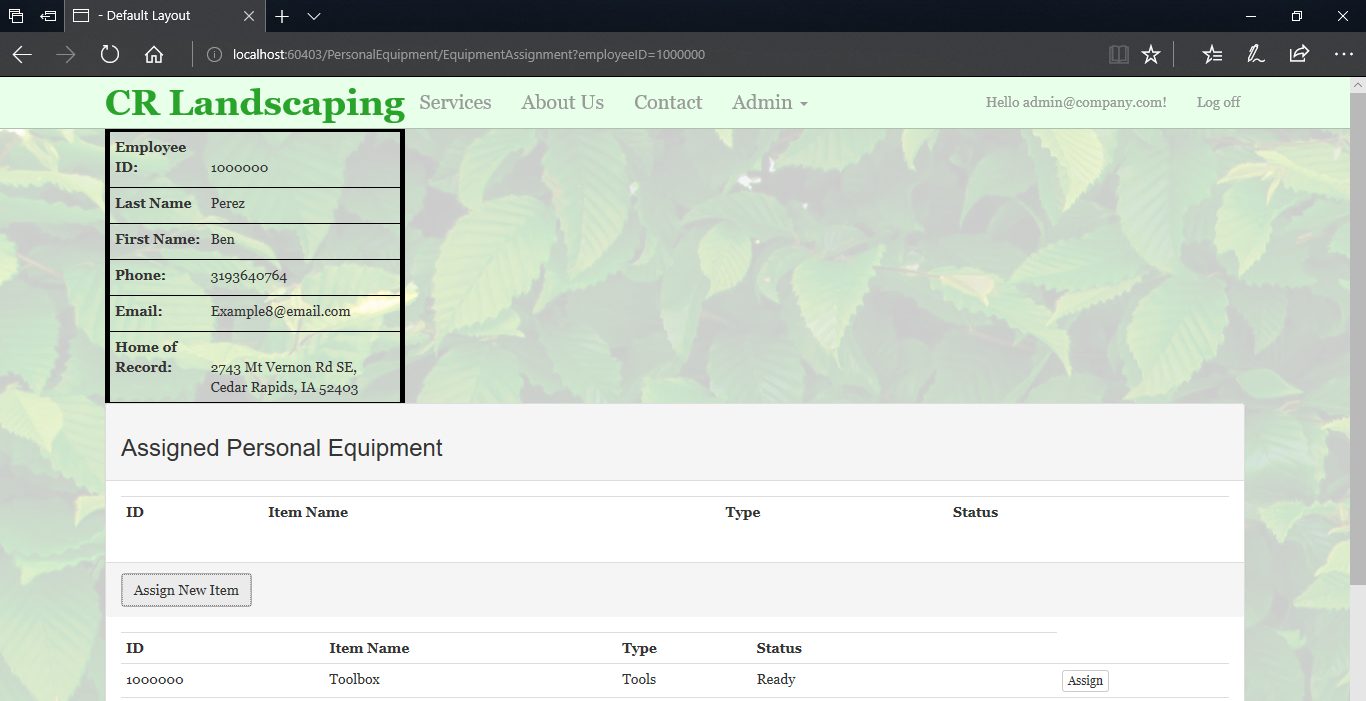 - Default Layout
localhost:60403/PersonalEquipment/EquipmentAssignment?employeeID=1000000
CR Landscaping Services About Us Contact Admin Hello admin@company.com! Log off
Employee
ID: 1000000
Last Name Perez
First Name: Ben
Phone: 3193640764
Email: Example8@email.com
Home of
Record: 2743 Mt Vernon Rd SE,
Cedar Rapids, IA 52403
Assigned Personal Equipment
ID Item Name Type Status
Assign New Item
ID Item Name Type Status
1000000 Toolbox Tools Ready Assign